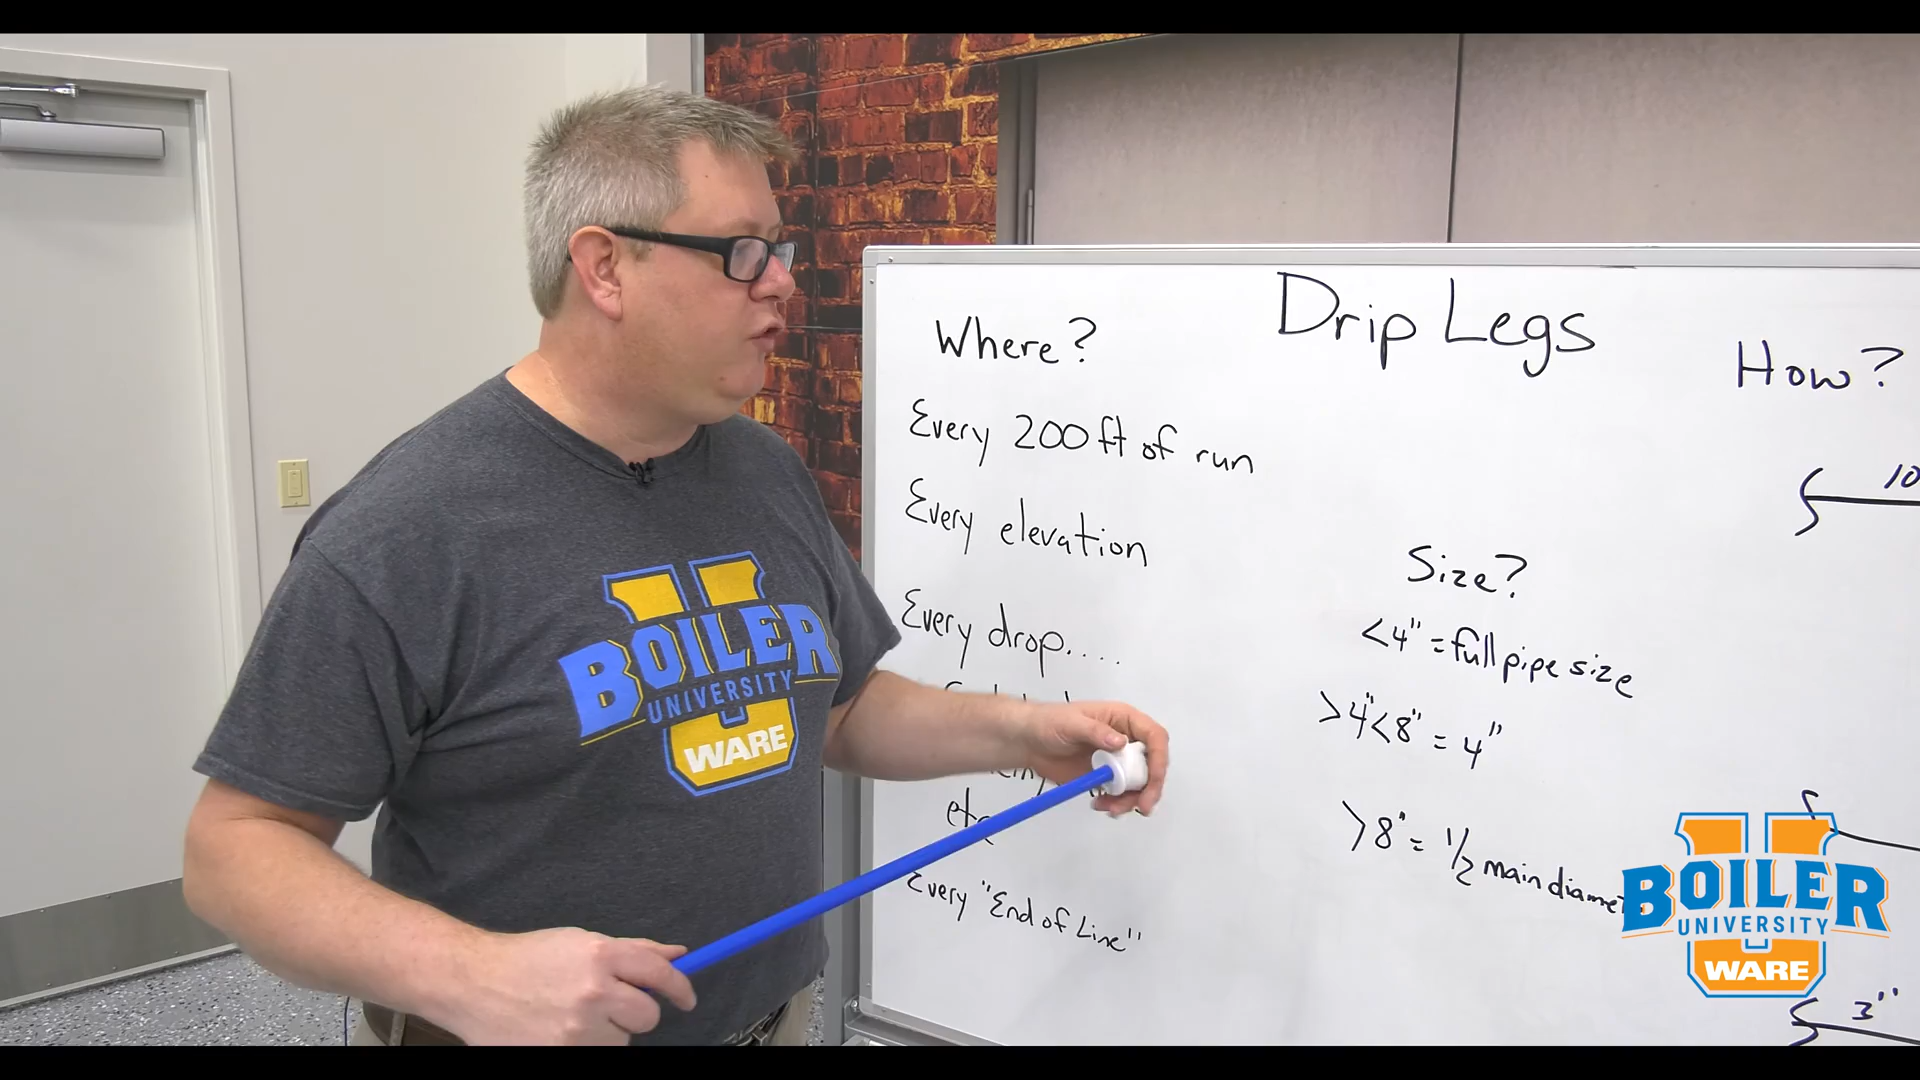 Drip Legs
Where?
Every 200 ft of run
Every elevation
Every drop....
etc
Every "End of Line"
Size?
<4" = full pipe size
>4"<8" = 4"
>8" = 1/2 main diamet
How?
10
3"
BOILER
UNIVERSITY
WARE
BOILER
UNIVERSITY
WARE